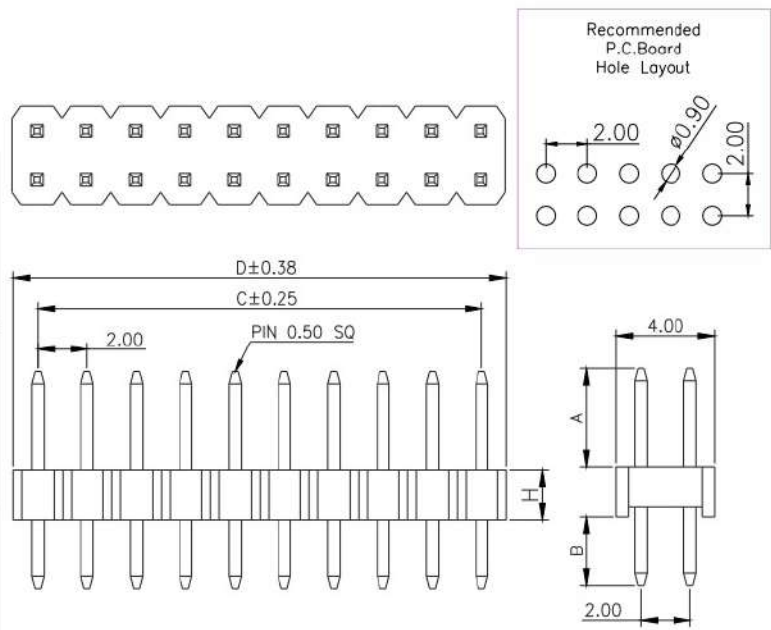 Recommended
P.C.Board
Hole Layout
2.00
ø0.90
2.00
D±0.38
C±0.25
2.00
PIN 0.50 SQ
4.00
A
H
B
2.00